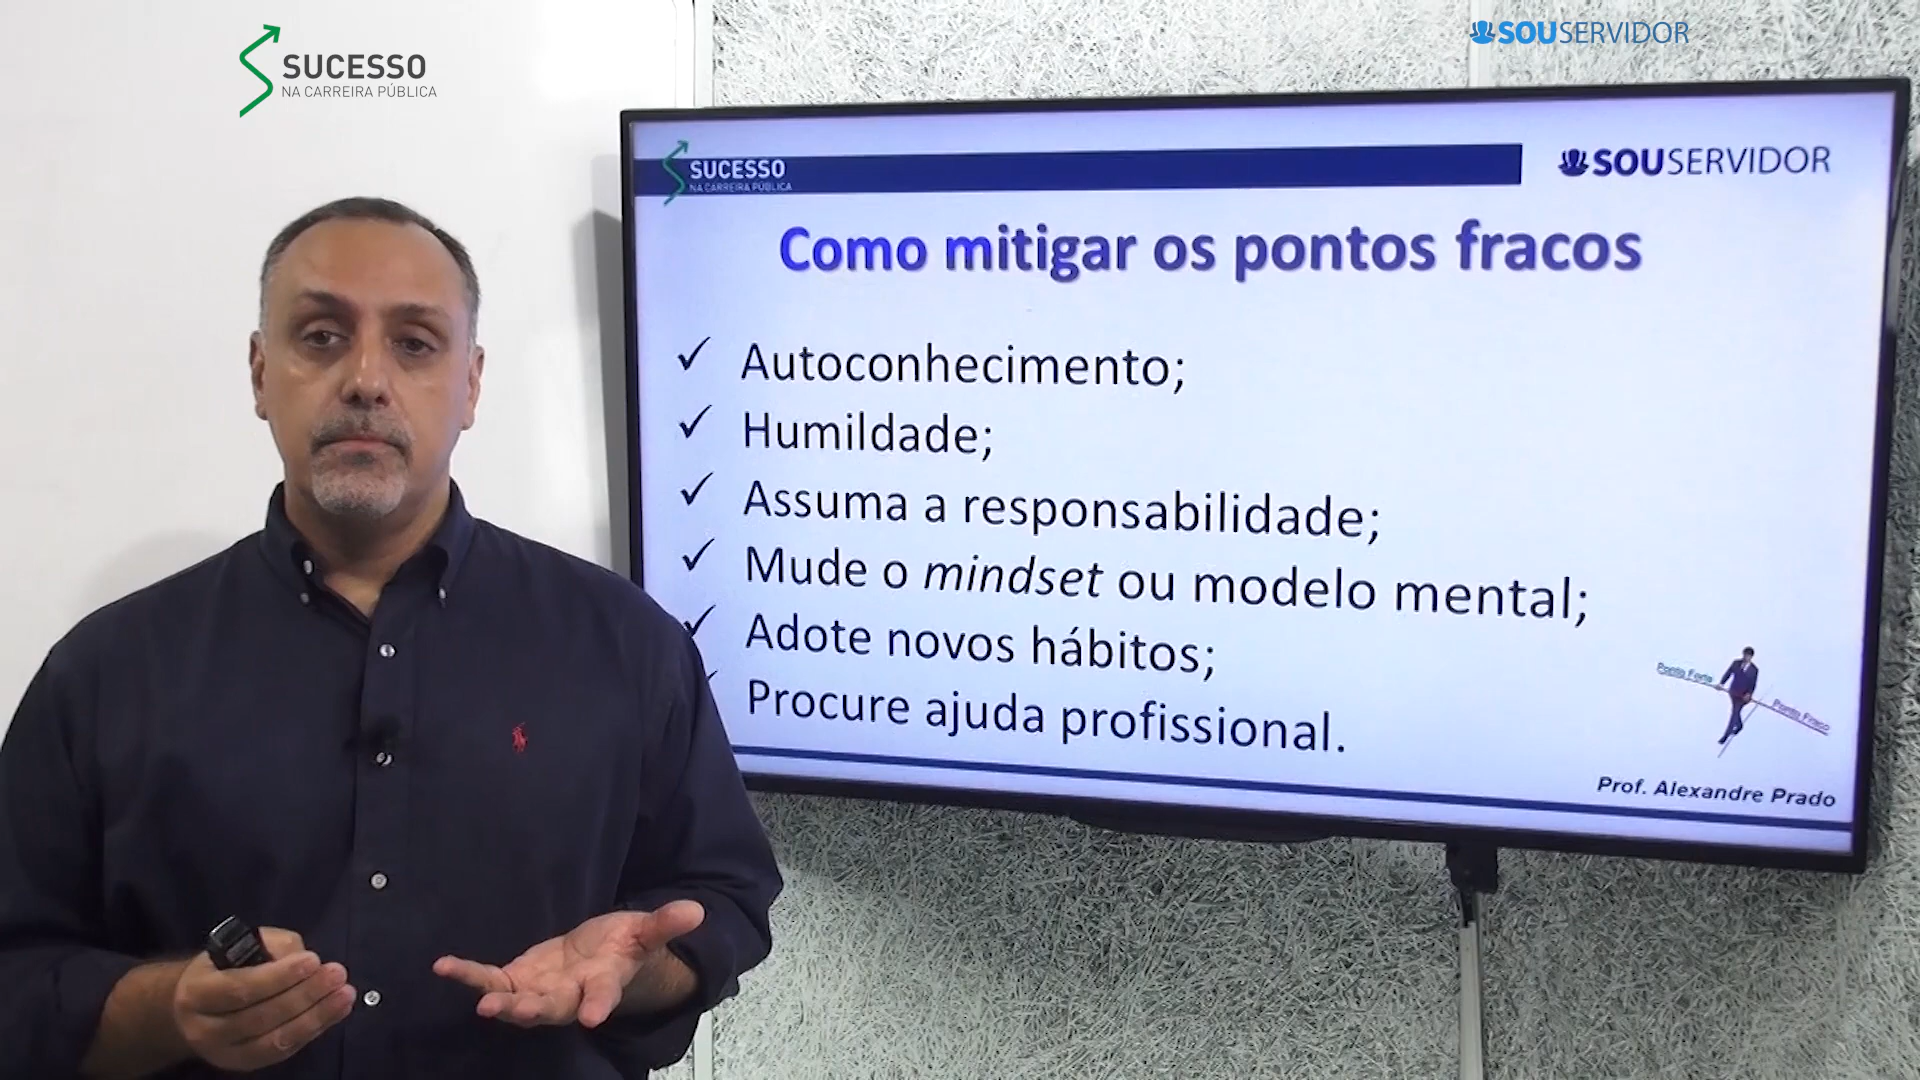 SUCESSO
NA CARREIRA PÚBLICA
SOUSERVIDOR
SUCESSO
NA CARREIRA PÚBLICA
SOUSERVIDOR
Como mitigar os pontos fracos
✓ Autoconhecimento;
✓ Humildade;
✓ Assuma a responsabilidade;
✓ Mude o mindset ou modelo mental;
✓ Adote novos hábitos;
✓ Procure ajuda profissional.
Ponto Forte
Ponto Fraco
Prof. Alexandre Prado